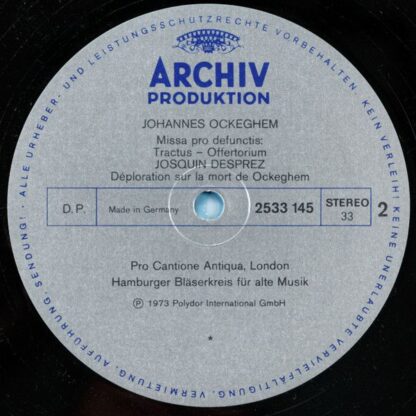 ALLE URHEBER- UND LEISTUNGSSCHUTZRECHTE VORBEHALTEN · KEIN VERLEIH! KEINE UNERLAUBTE VERVIELFÄLTIGUNG, VERMIETUNG, AUFFÜHRUNG, SENDUNG! ·
ARCHIV
PRODUKTION
JOHANNES OCKEGHEM
Missa pro defunctis:
Tractus – Offertorium
JOSQUIN DESPREZ
Déploration sur la mort de Ockeghem
D.P. Made in Germany 2533 145 STEREO 33 2
Pro Cantione Antiqua, London
Hamburger Bläserkreis für alte Musik
Ⓟ 1973 Polydor International GmbH
*